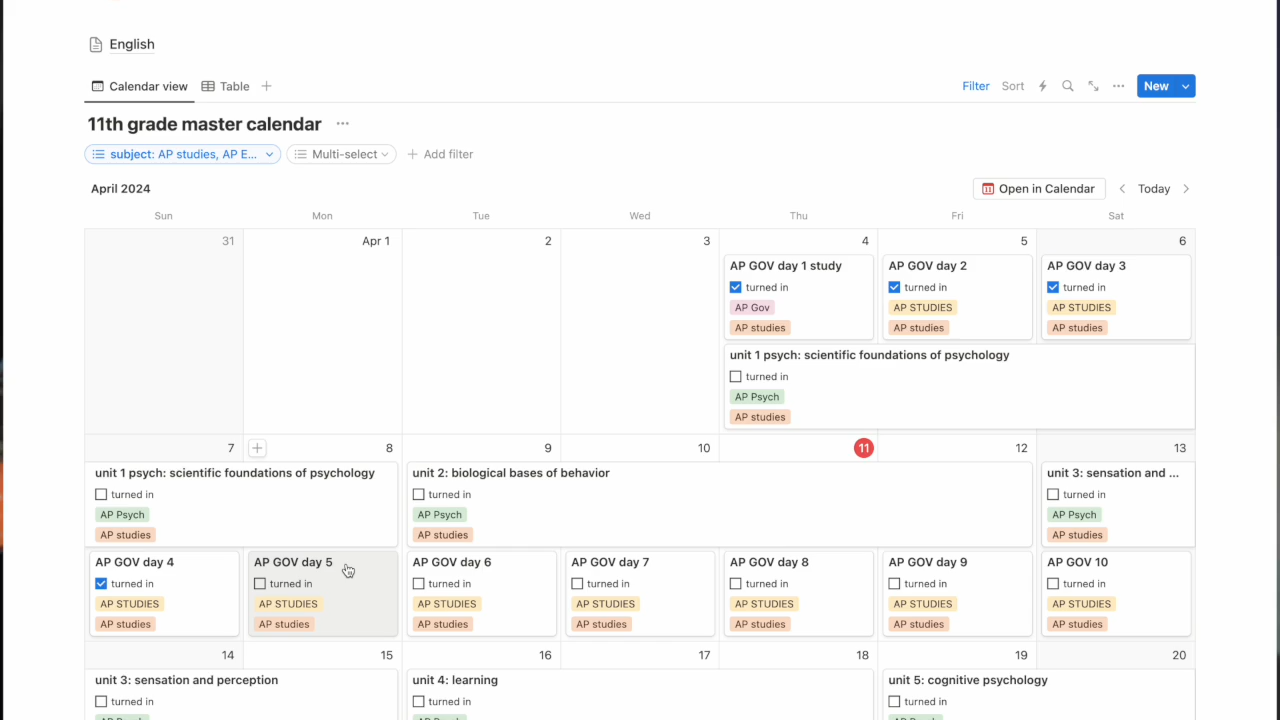 English
Calendar view Table
Filter Sort New
11th grade master calendar
subject: AP studies, AP E... Multi-select Add filter
April 2024 Open in Calendar Today
Sun Mon Tue Wed Thu Fri Sat
31 Apr 1 2 3 4 5 6
AP GOV day 1 study AP GOV day 2 AP GOV day 3
turned in turned in turned in
AP Gov AP STUDIES AP STUDIES
AP studies AP studies AP studies
unit 1 psych: scientific foundations of psychology
turned in
AP Psych
AP studies
7 8 9 10 11 12 13
unit 1 psych: scientific foundations of psychology unit 2: biological bases of behavior unit 3: sensation and ...
turned in turned in turned in
AP Psych AP Psych AP Psych
AP studies AP studies AP studies
AP GOV day 4 AP GOV day 5 AP GOV day 6 AP GOV day 7 AP GOV day 8 AP GOV day 9 AP GOV 10
turned in turned in turned in turned in turned in turned in turned in
AP STUDIES AP STUDIES AP STUDIES AP STUDIES AP STUDIES AP STUDIES AP STUDIES
AP studies AP studies AP studies AP studies AP studies AP studies AP studies
14 15 16 17 18 19 20
unit 3: sensation and perception unit 4: learning unit 5: cognitive psychology
turned in turned in turned in